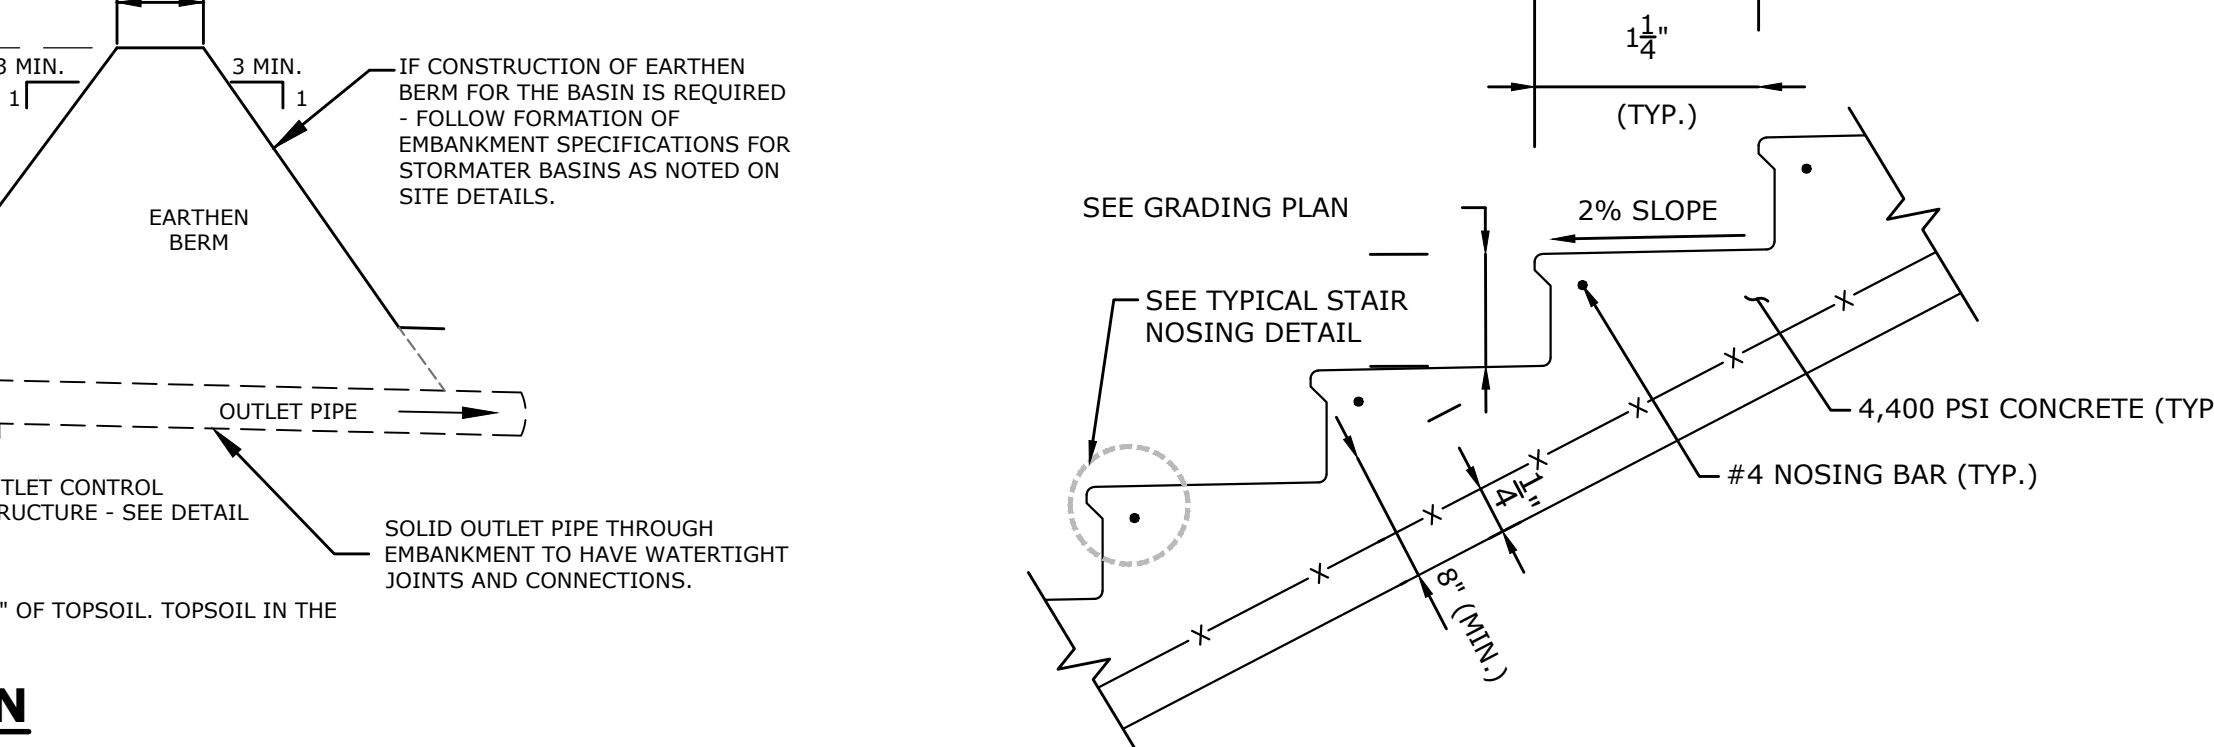 3 MIN.
1
3 MIN.
1
IF CONSTRUCTION OF EARTHEN
BERM FOR THE BASIN IS REQUIRED
- FOLLOW FORMATION OF
EMBANKMENT SPECIFICATIONS FOR
STORMATER BASINS AS NOTED ON
SITE DETAILS.
EARTHEN
BERM
OUTLET PIPE
TLET CONTROL
RUCTURE - SEE DETAIL
SOLID OUTLET PIPE THROUGH
EMBANKMENT TO HAVE WATERTIGHT
JOINTS AND CONNECTIONS.
" OF TOPSOIL. TOPSOIL IN THE
N
1 1/4"
(TYP.)
SEE GRADING PLAN
2% SLOPE
SEE TYPICAL STAIR
NOSING DETAIL
4,400 PSI CONCRETE (TYP
#4 NOSING BAR (TYP.)
1/4"
8" (MIN.)